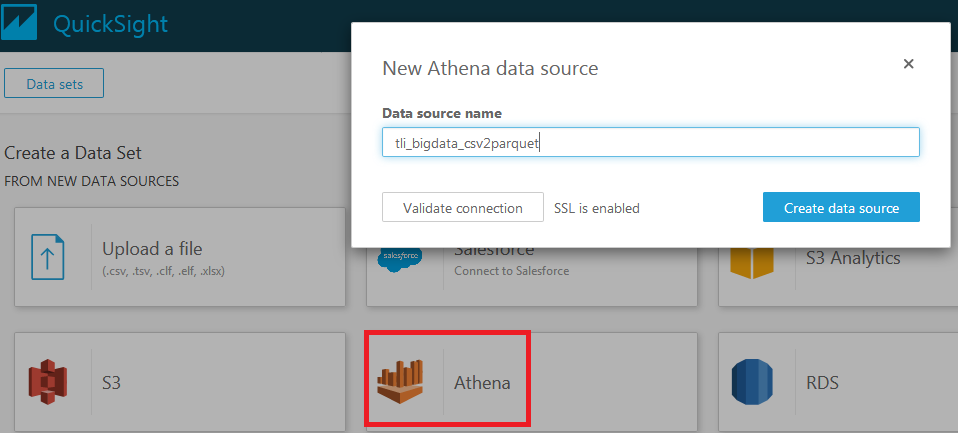 QuickSight
New Athena data source
Data sets
Data source name
tli_bigdata_csv2parquet
Create a Data Set
FROM NEW DATA SOURCES
Validate connection
SSL is enabled
Create data source
Upload a file
(.csv, .tsv, .clf, .elf, .xlsx)
salesforce
Salesforce
Connect to Salesforce
S3 Analytics
S3
Athena
RDS